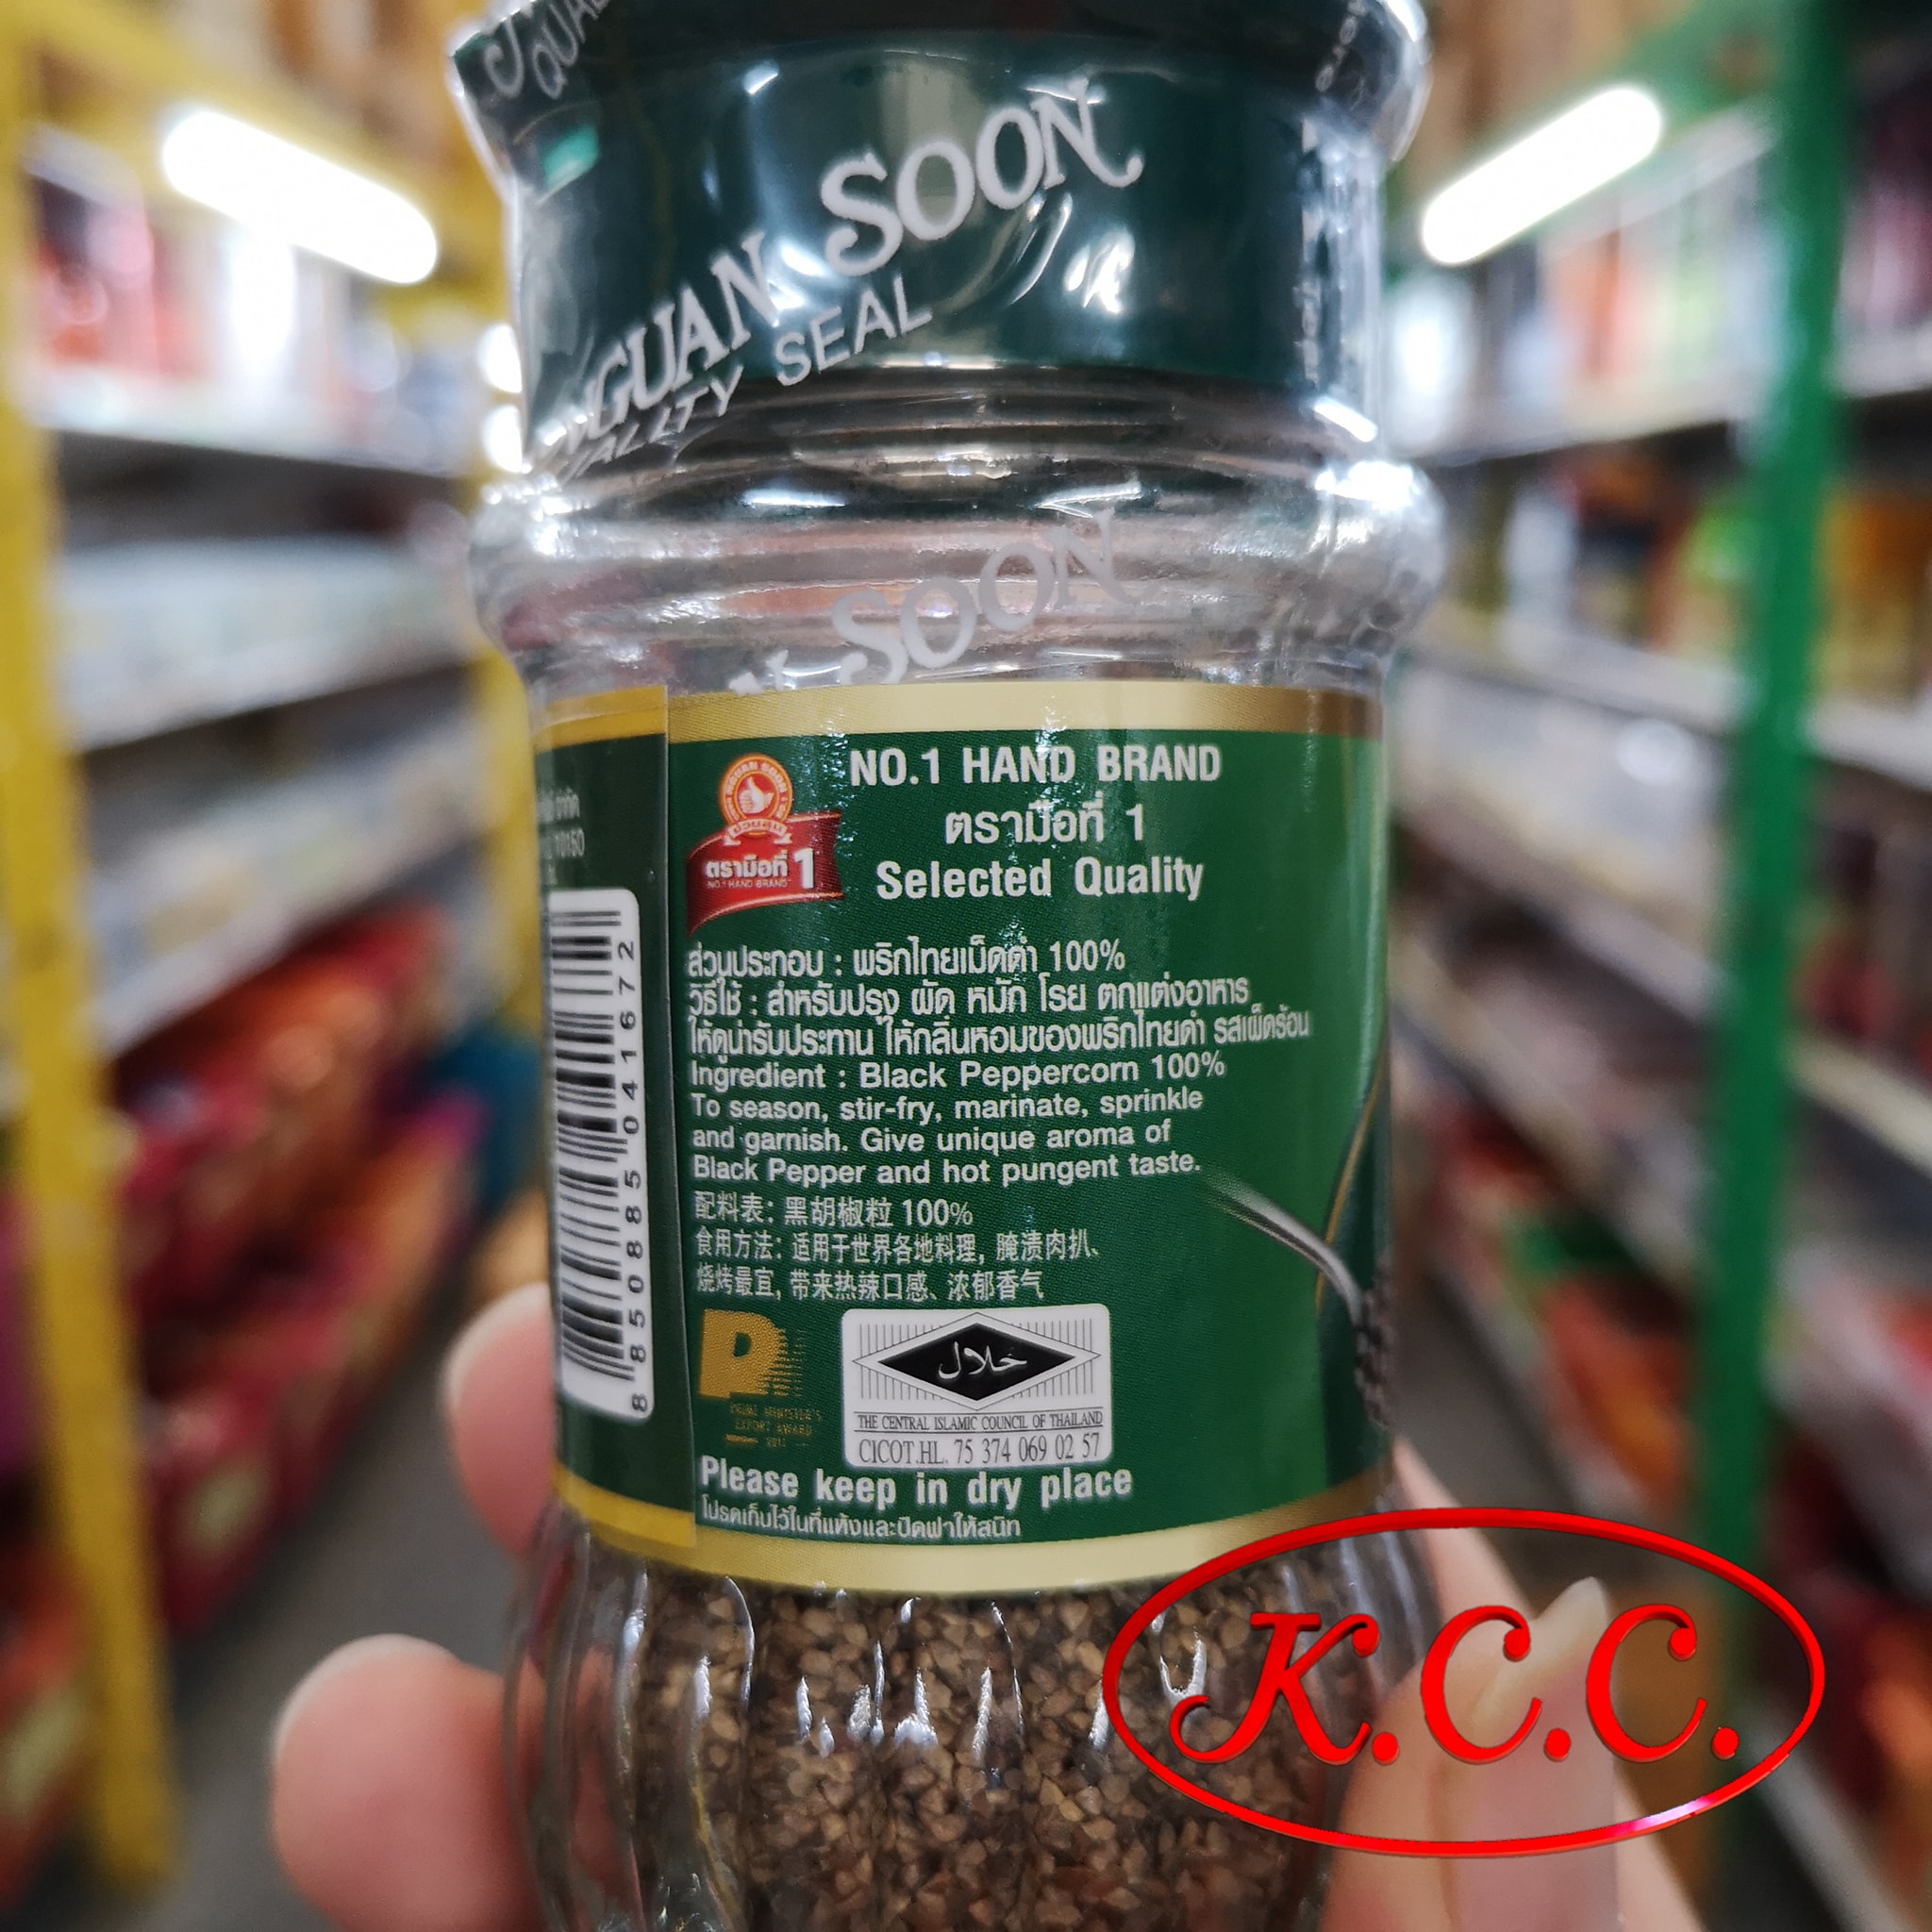 SOON
QUALITY SEAL
SOON
NO.1 HAND BRAND
ตรามือที่ 1
Selected Quality
ตรามือที่ 1
NO.1 HAND BRAND
ส่วนประกอบ : พริกไทยเม็ดดำ 100%
วิธีใช้ : สำหรับปรุง ผัด หมัก โรย ตกแต่งอาหาร
ให้ดูน่ารับประทาน ให้กลิ่นหอมของพริกไทยดำ รสเผ็ดร้อน
Ingredient : Black Peppercorn 100%
To season, stir-fry, marinate, sprinkle
and garnish. Give unique aroma of
Black Pepper and hot pungent taste.
配料表: 黑胡椒粒 100%
食用方法: 适用于世界各地料理, 腌渍肉扒、
烧烤最宜, 带来热辣口感、浓郁香气
حلال
THE CENTRAL ISLAMIC COUNCIL OF THAILAND
CICOT.HL. 75 374 069 02 57
PRIME MINISTER'S
EXPORT AWARD
Please keep in dry place
โปรดเก็บไว้ในที่แห้งและปิดฝาให้สนิท
8 850885 041672
K.C.C.